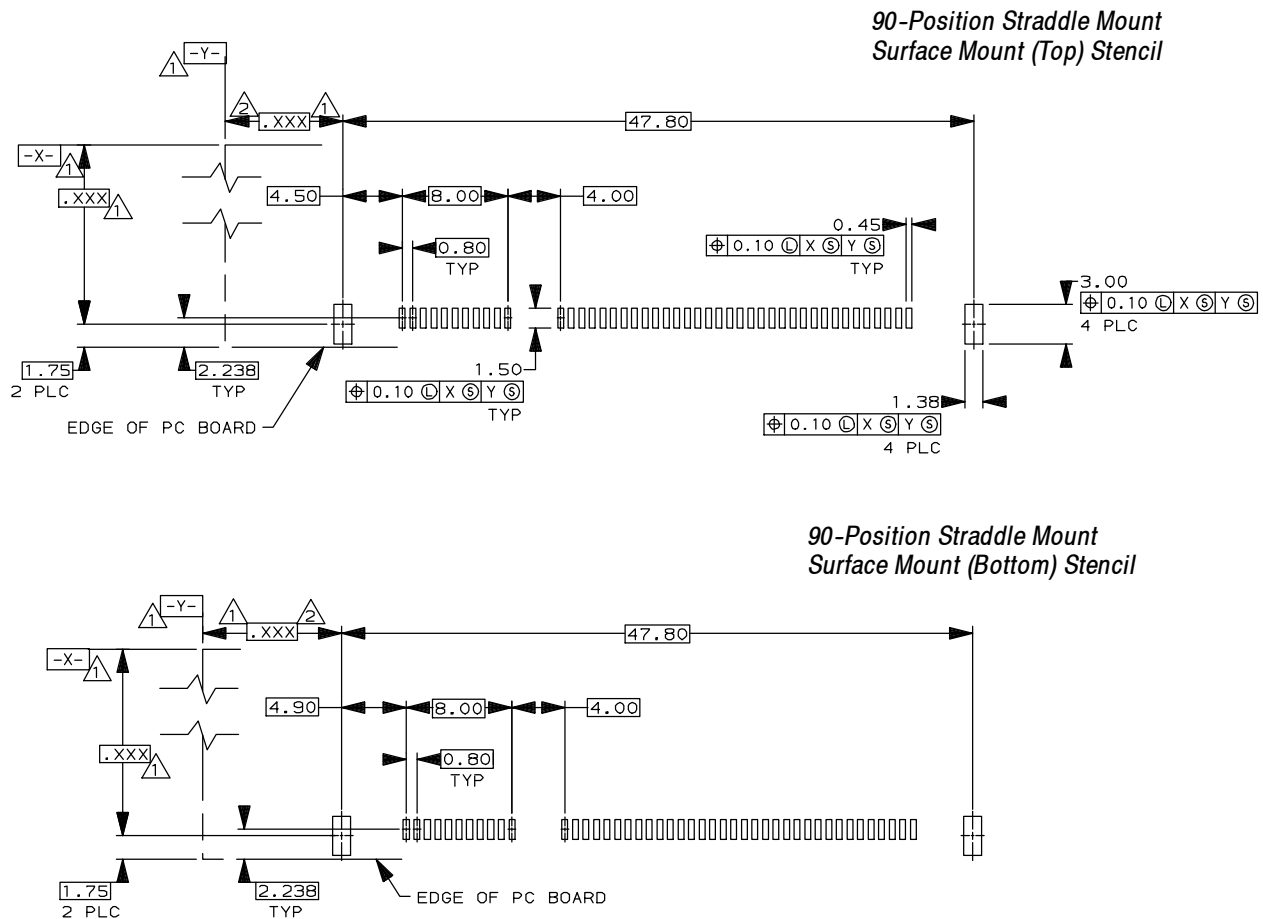 90-Position Straddle Mount
Surface Mount (Top) Stencil
-Y-
1
2
.XXX
1
47.80
-X-
1
.XXX
1
4.50
8.00
4.00
0.80
TYP
0.45
⌖ 0.10 Ⓛ X Ⓢ Y Ⓢ
TYP
3.00
⌖ 0.10 Ⓛ X Ⓢ Y Ⓢ
4 PLC
1.75
2 PLC
2.238
TYP
1.50
⌖ 0.10 Ⓛ X Ⓢ Y Ⓢ
TYP
1.38
⌖ 0.10 Ⓛ X Ⓢ Y Ⓢ
4 PLC
EDGE OF PC BOARD
90-Position Straddle Mount
Surface Mount (Bottom) Stencil
-Y-
1
1
.XXX
2
47.80
-X-
1
.XXX
1
4.90
8.00
4.00
0.80
TYP
1.75
2 PLC
2.238
TYP
EDGE OF PC BOARD